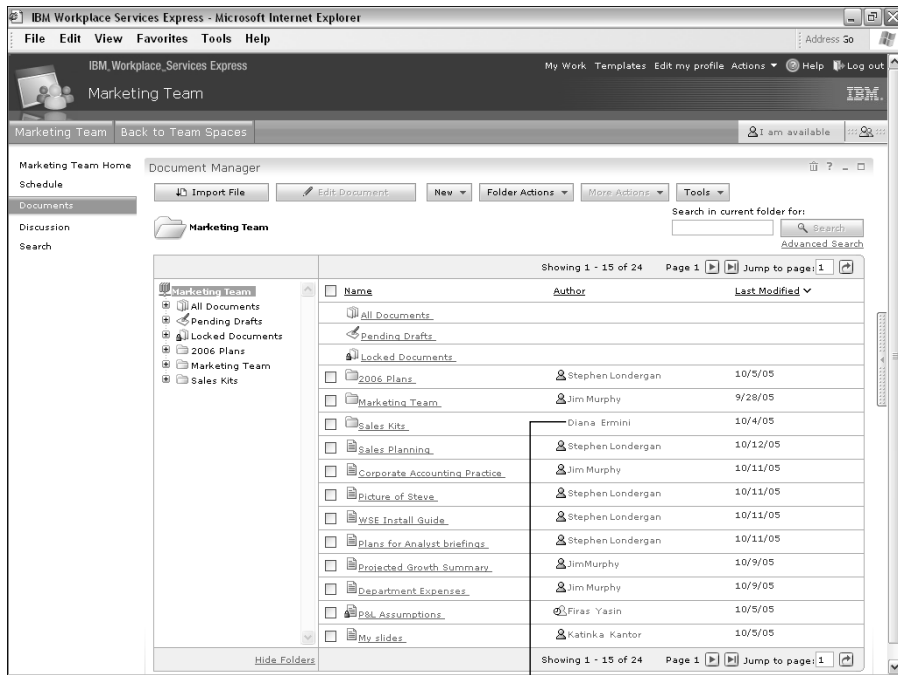 IBM Workplace Services Express - Microsoft Internet Explorer
File Edit View Favorites Tools Help
Address Go
IBM_Workplace_Services Express
My Work Templates Edit my profile Actions Help Log out
Marketing Team
IBM.
Marketing Team Back to Team Spaces
I am available
Marketing Team Home
Schedule
Documents
Discussion
Search
Document Manager
Import File Edit Document New Folder Actions More Actions Tools
Search in current folder for:
Marketing Team
Search
Advanced Search
Showing 1 - 15 of 24 Page 1 Jump to page: 1
Marketing Team
All Documents
Pending Drafts
Locked Documents
2006 Plans
Marketing Team
Sales Kits
Name Author Last Modified
All Documents
Pending Drafts
Locked Documents
2006 Plans Stephen Londergan 10/5/05
Marketing Team Jim Murphy 9/28/05
Sales Kits Diana Ermini 10/4/05
Sales Planning Stephen Londergan 10/12/05
Corporate Accounting Practice Jim Murphy 10/11/05
Picture of Steve Stephen Londergan 10/11/05
WSE Install Guide Stephen Londergan 10/11/05
Plans for Analyst briefings Stephen Londergan 10/11/05
Projected Growth Summary JimMurphy 10/9/05
Department Expenses Jim Murphy 10/9/05
P&L Assumptions Firas Yasin 10/5/05
My slides Katinka Kantor 10/5/05
Hide Folders
Showing 1 - 15 of 24 Page 1 Jump to page: 1